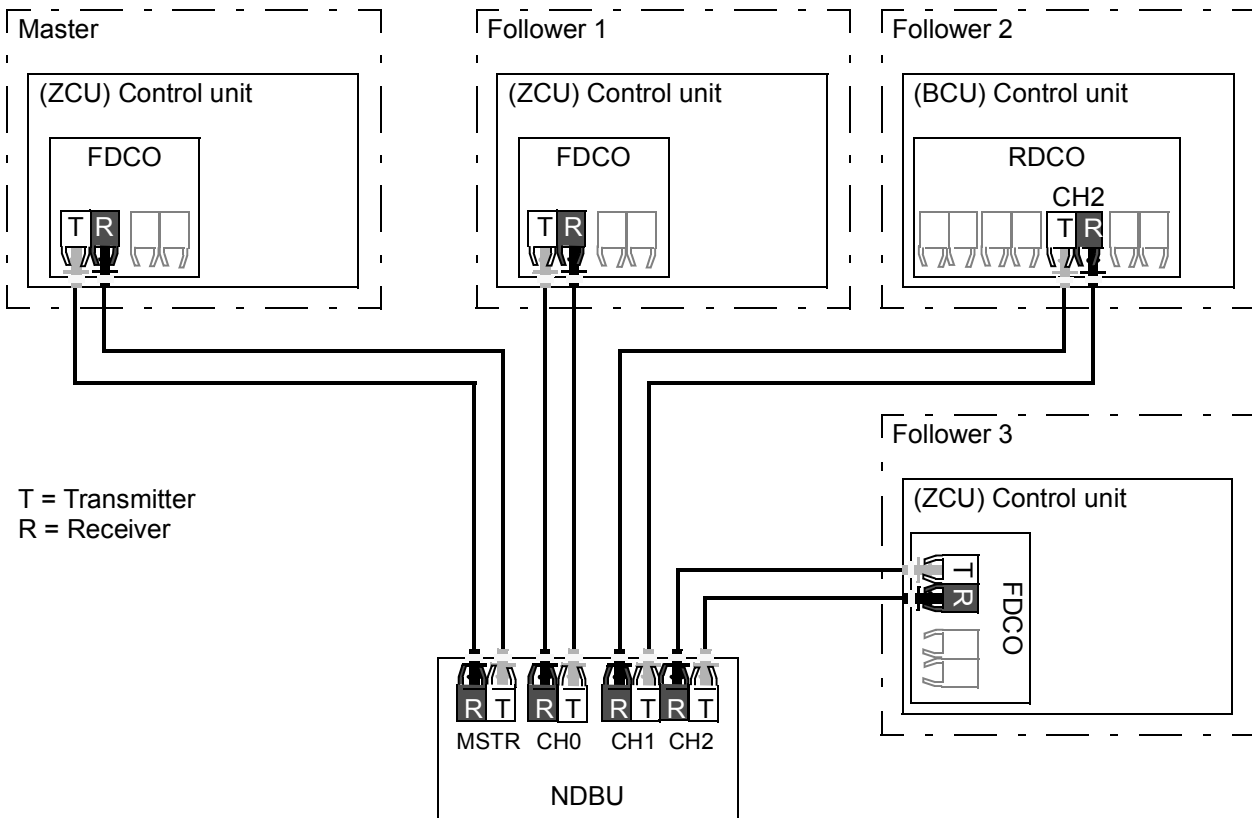 Master
(ZCU) Control unit
FDCO
T R
Follower 1
(ZCU) Control unit
FDCO
T R
Follower 2
(BCU) Control unit
RDCO
CH2
T R
T = Transmitter
R = Receiver
Follower 3
(ZCU) Control unit
T
R
FDCO
R T R T R T R T
MSTR CH0 CH1 CH2
NDBU